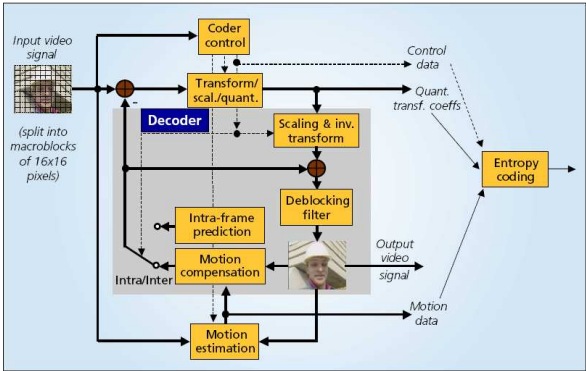 Input video
signal
(split into
macroblocks
of 16x16
pixels)
Coder
control
Transform/
scal./quant.
-
Decoder
Scaling & inv.
transform
Deblocking
filter
Intra-frame
prediction
Motion
compensation
Intra/Inter
Motion
estimation
Control
data
Quant.
transf. coeffs
Entropy
coding
Output
video
signal
Motion
data